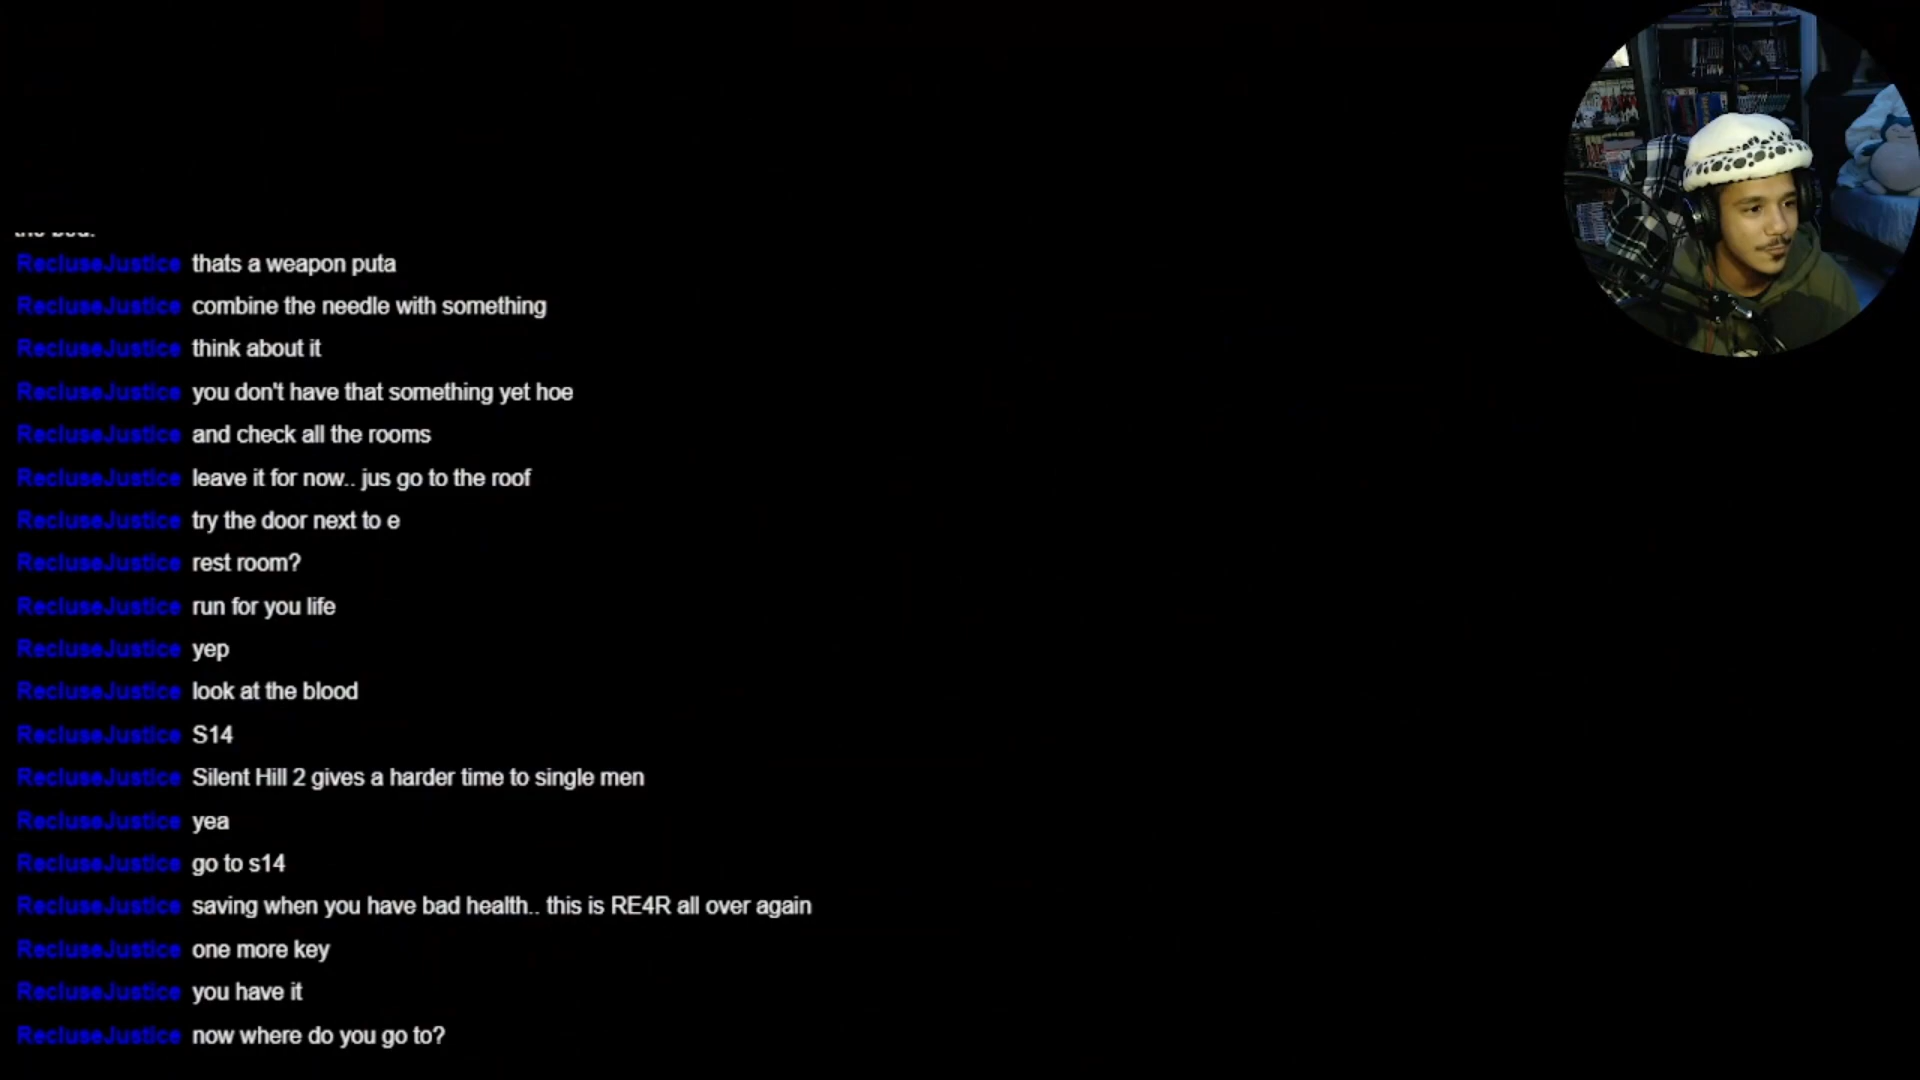 RecluseJustice thats a weapon puta
RecluseJustice combine the needle with something
RecluseJustice think about it
RecluseJustice you don't have that something yet hoe
RecluseJustice and check all the rooms
RecluseJustice leave it for now.. jus go to the roof
RecluseJustice try the door next to e
RecluseJustice rest room?
RecluseJustice run for you life
RecluseJustice yep
RecluseJustice look at the blood
RecluseJustice S14
RecluseJustice Silent Hill 2 gives a harder time to single men
RecluseJustice yea
RecluseJustice go to s14
RecluseJustice saving when you have bad health.. this is RE4R all over again
RecluseJustice one more key
RecluseJustice you have it
RecluseJustice now where do you go to?